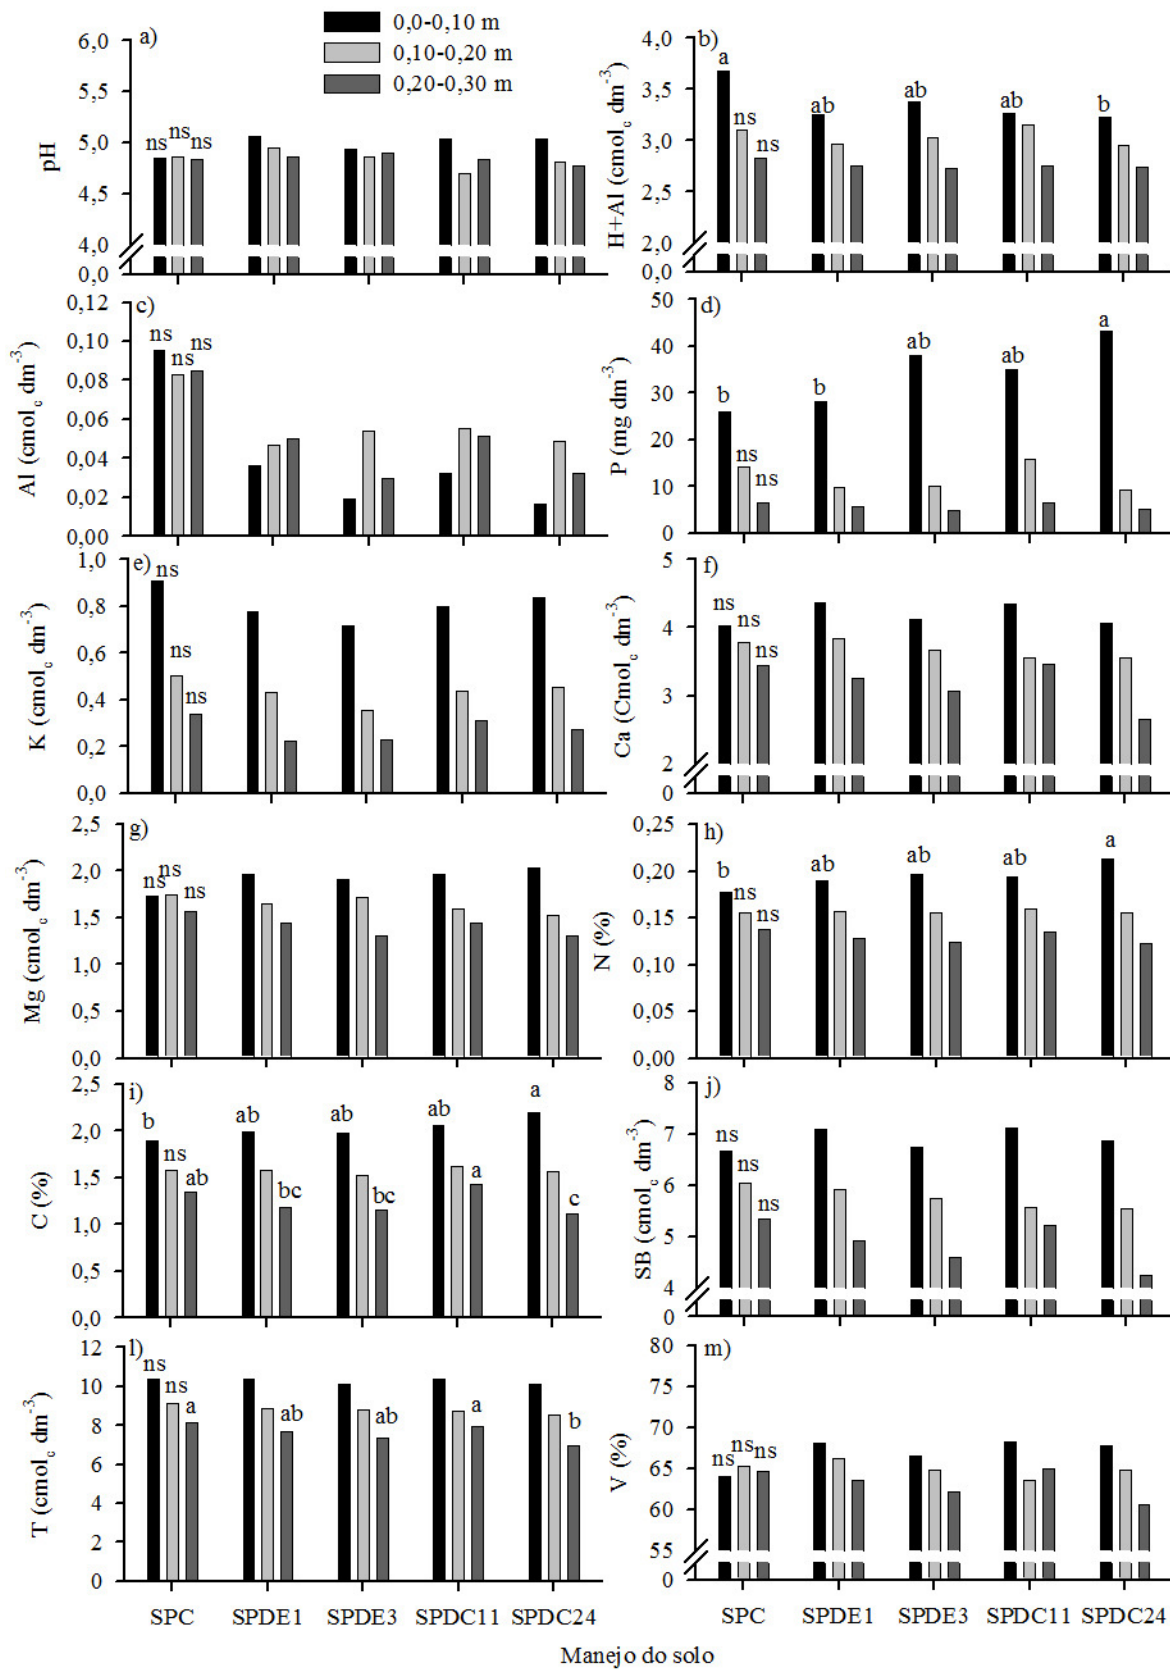 0,0-0,10 m
0,10-0,20 m
0,20-0,30 m
a)
6,0
5,5
5,0
4,5
4,0
0,0
pH
ns ns ns
b)
4,0
3,5
3,0
2,5
2,0
0,0
H+Al (cmolc dm-3)
a ns ns ab ab ab b
c)
0,12
0,10
0,08
0,06
0,04
0,02
0,00
Al (cmolc dm-3)
ns ns ns
d)
50
40
30
20
10
0
P (mg dm-3)
b ns ns b ab ab a
e)
1,0
0,8
0,6
0,4
0,2
0,0
K (cmolc dm-3)
ns ns ns
f)
5
4
3
2
0
Ca (Cmolc dm-3)
ns ns ns
g)
2,5
2,0
1,5
1,0
0,5
0,0
Mg (cmolc dm-3)
ns ns ns
h)
0,25
0,20
0,15
0,10
0,05
0,00
N (%)
b ns ns ab ab ab a
i)
2,5
2,0
1,5
1,0
0,5
0,0
C (%)
b ns ab ab bc ab bc ab a a c
j)
8
7
6
5
4
0
SB (cmolc dm-3)
ns ns ns
l)
12
10
8
6
4
2
0
T (cmolc dm-3)
ns ns a ab ab a b
SPC SPDE1 SPDE3 SPDC11 SPDC24
m)
80
75
70
65
60
55
0
V (%)
ns ns ns
SPC SPDE1 SPDE3 SPDC11 SPDC24
Manejo do solo